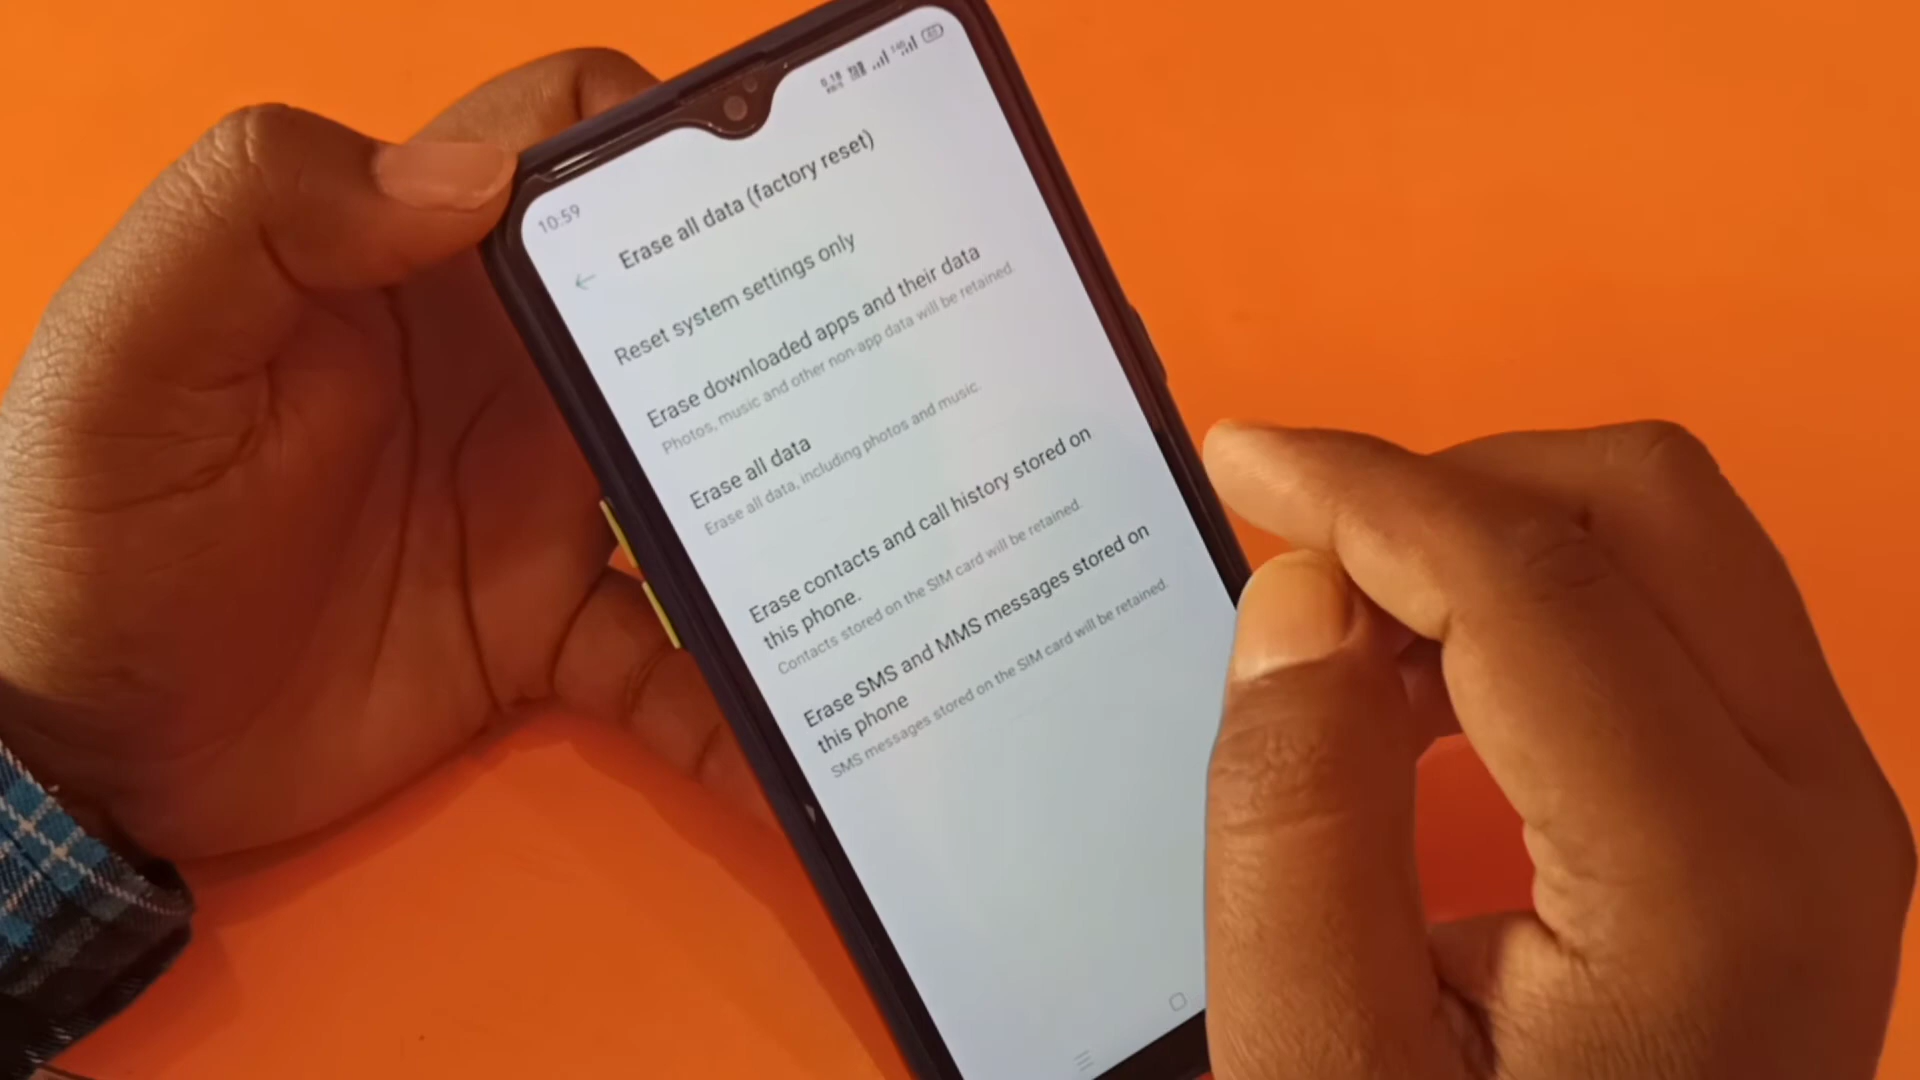 10:59
0.18
KB/S
Erase all data (factory reset)
Reset system settings only
Erase downloaded apps and their data
Photos, music and other non-app data will be retained.
Erase all data
Erase all data, including photos and music.
Erase contacts and call history stored on
this phone.
Contacts stored on the SIM card will be retained.
Erase SMS and MMS messages stored on
this phone
SMS messages stored on the SIM card will be retained.